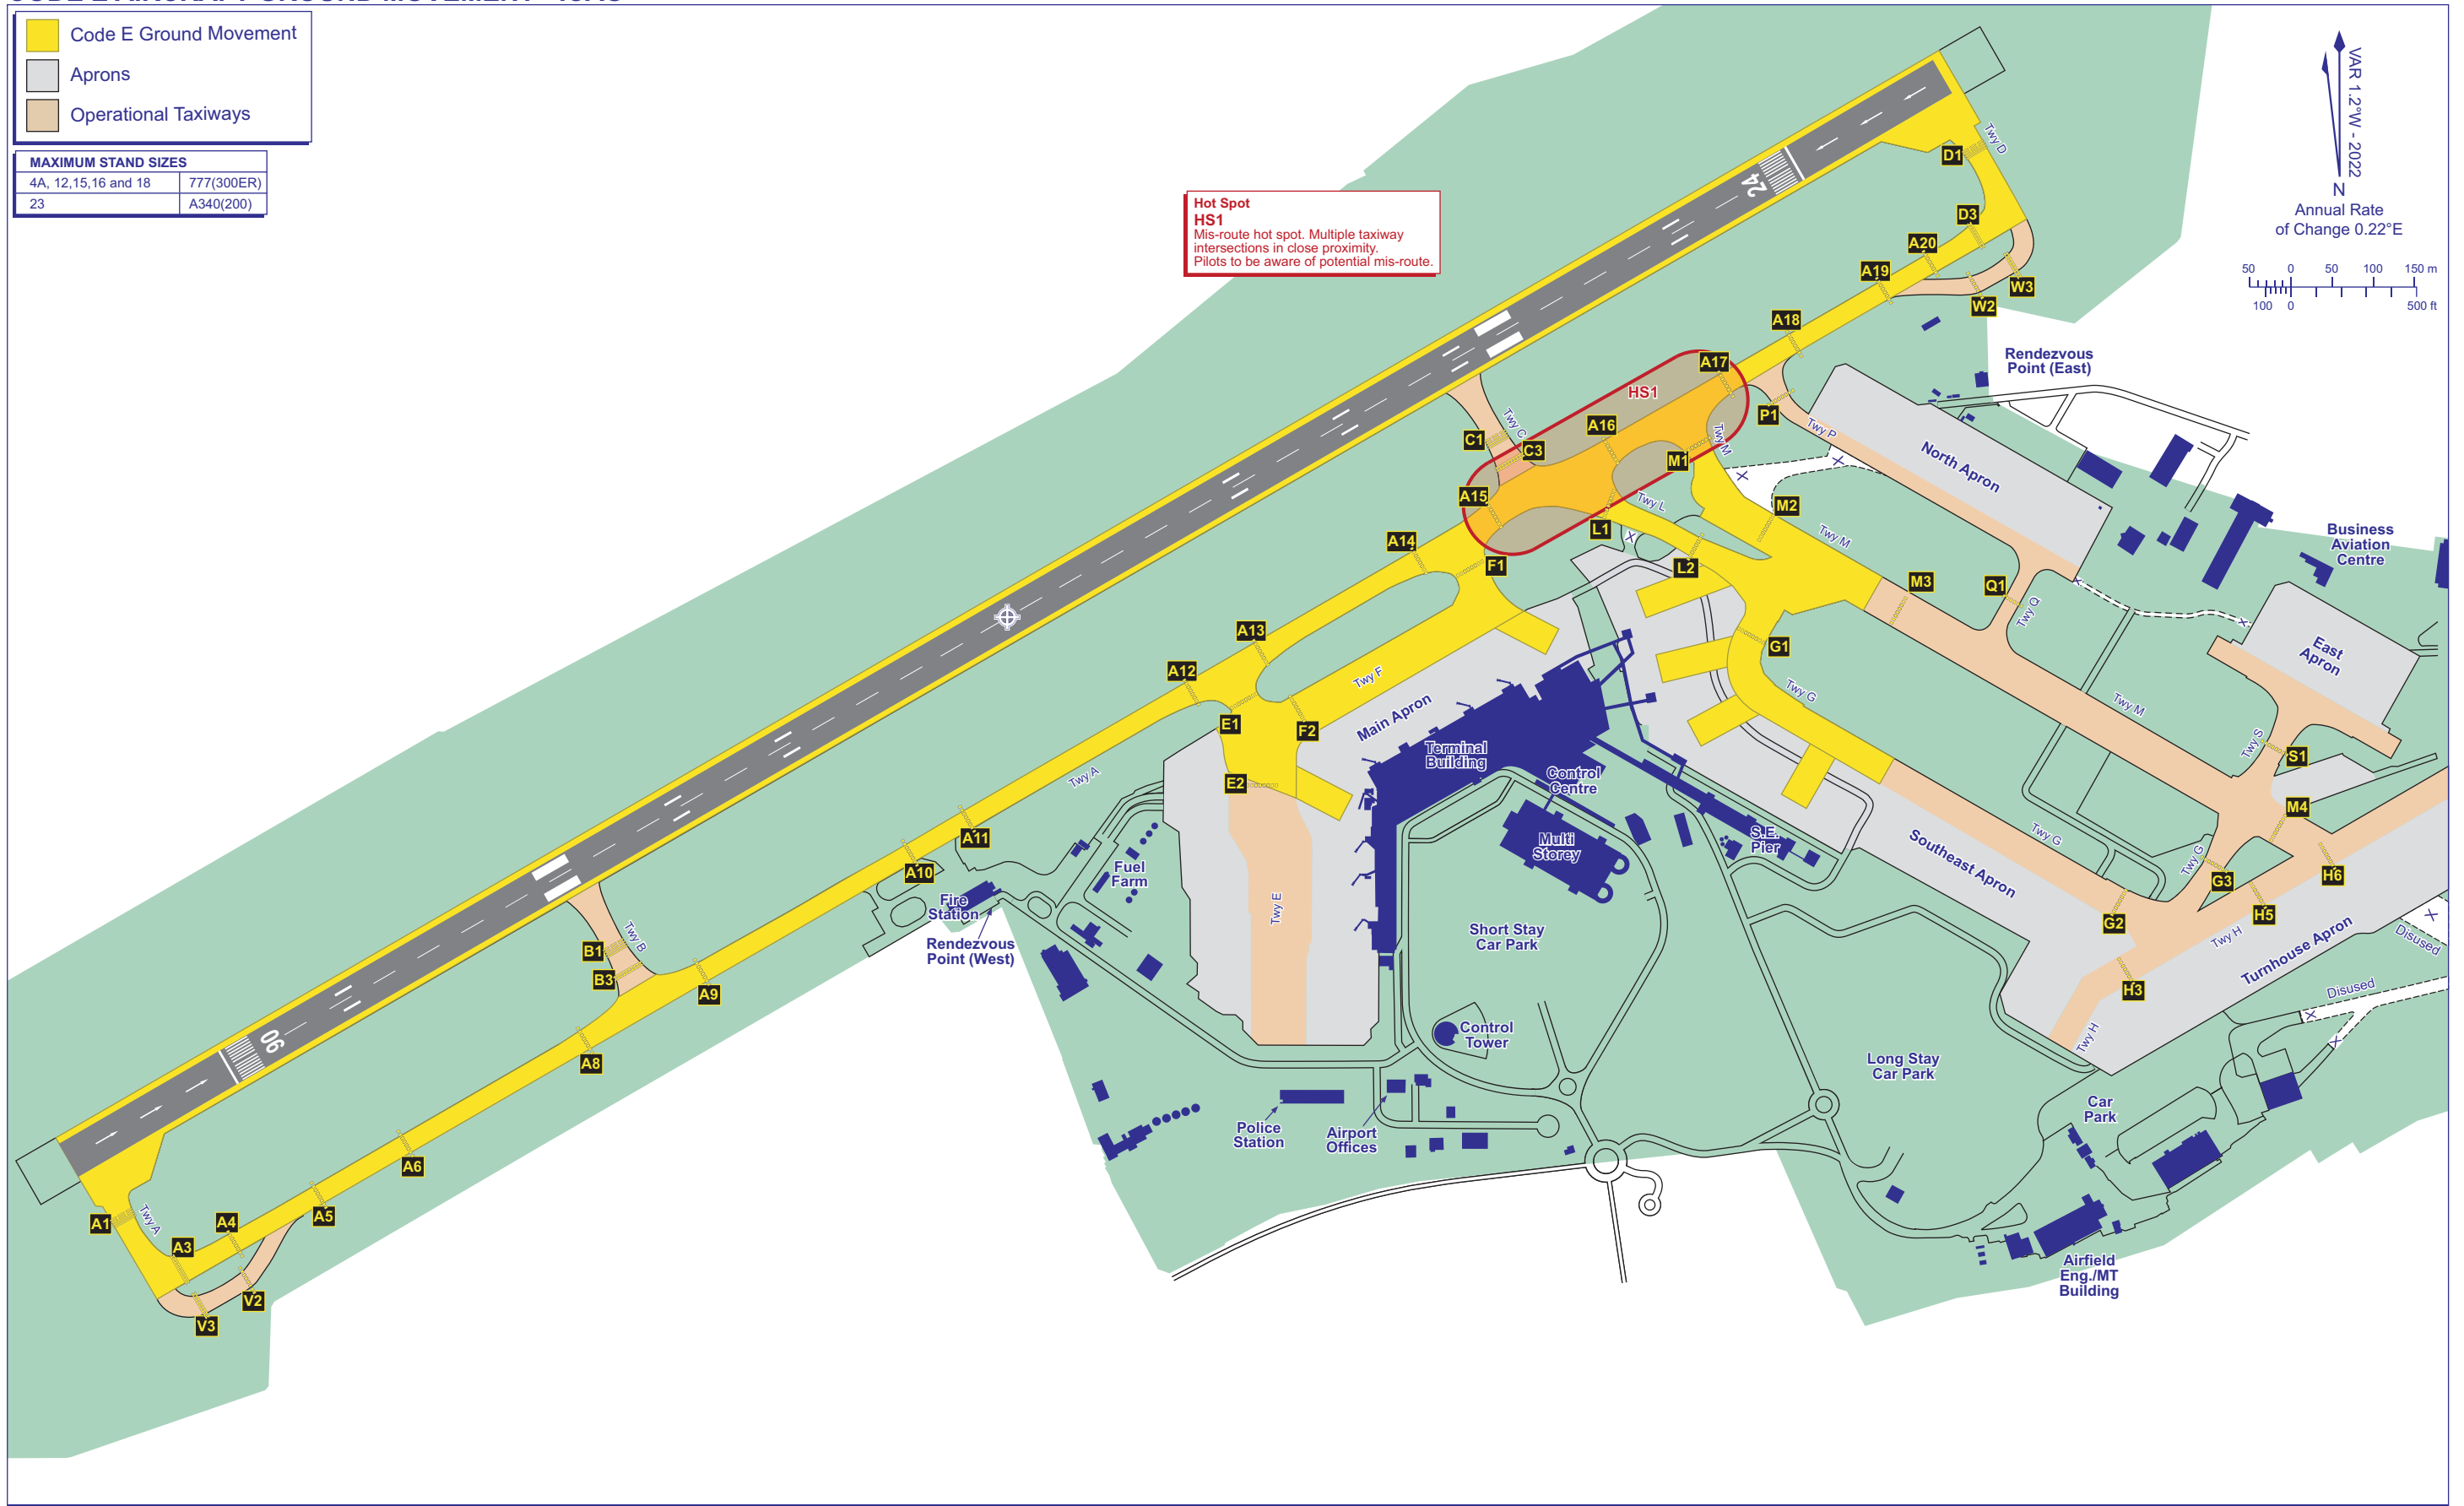 Code E Ground Movement
Aprons
Operational Taxiways
MAXIMUM STAND SIZES
4A, 12,15,16 and 18 777(300ER)
23 A340(200)
Hot Spot
HS1
Mis-route hot spot. Multiple taxiway
intersections in close proximity.
Pilots to be aware of potential mis-route.
VAR 1.2°W - 2022
N
Annual Rate
of Change 0.22°E
50 0 50 100 150 m
100 0 500 ft
24
Twy D
D1
D3
A20
A19
W3
W2
A18
Rendezvous
Point (East)
A17
HS1
P1
Twy P
A16
Twy C
C1
C3
M1
Twy M
North Apron
A15
Twy L
L1
M2
Twy M
Business
Aviation
Centre
A14
F1
L2
M3
Q1
Twy Q
A13
G1
East
Apron
A12
Twy F
Twy G
Twy M
E1
F2
Main Apron
Terminal
Building
Twy S
S1
Control
Centre
E2
Twy A
M4
A11
Multi
Storey
S.E.
Pier
Twy G
A10
Fuel
Farm
Southeast Apron
Twy G
G3
H6
Fire
Station
Twy E
G2
H5
Rendezvous
Point (West)
Short Stay
Car Park
Twy H
Turnhouse Apron
Disused
Twy B
B1
B3
A9
H3
Disused
06
A8
Control
Tower
Twy H
Long Stay
Car Park
Car
Park
Police
Station
Airport
Offices
A6
A5
A1
Twy A
A4
A3
V2
V3
Airfield
Eng./MT
Building